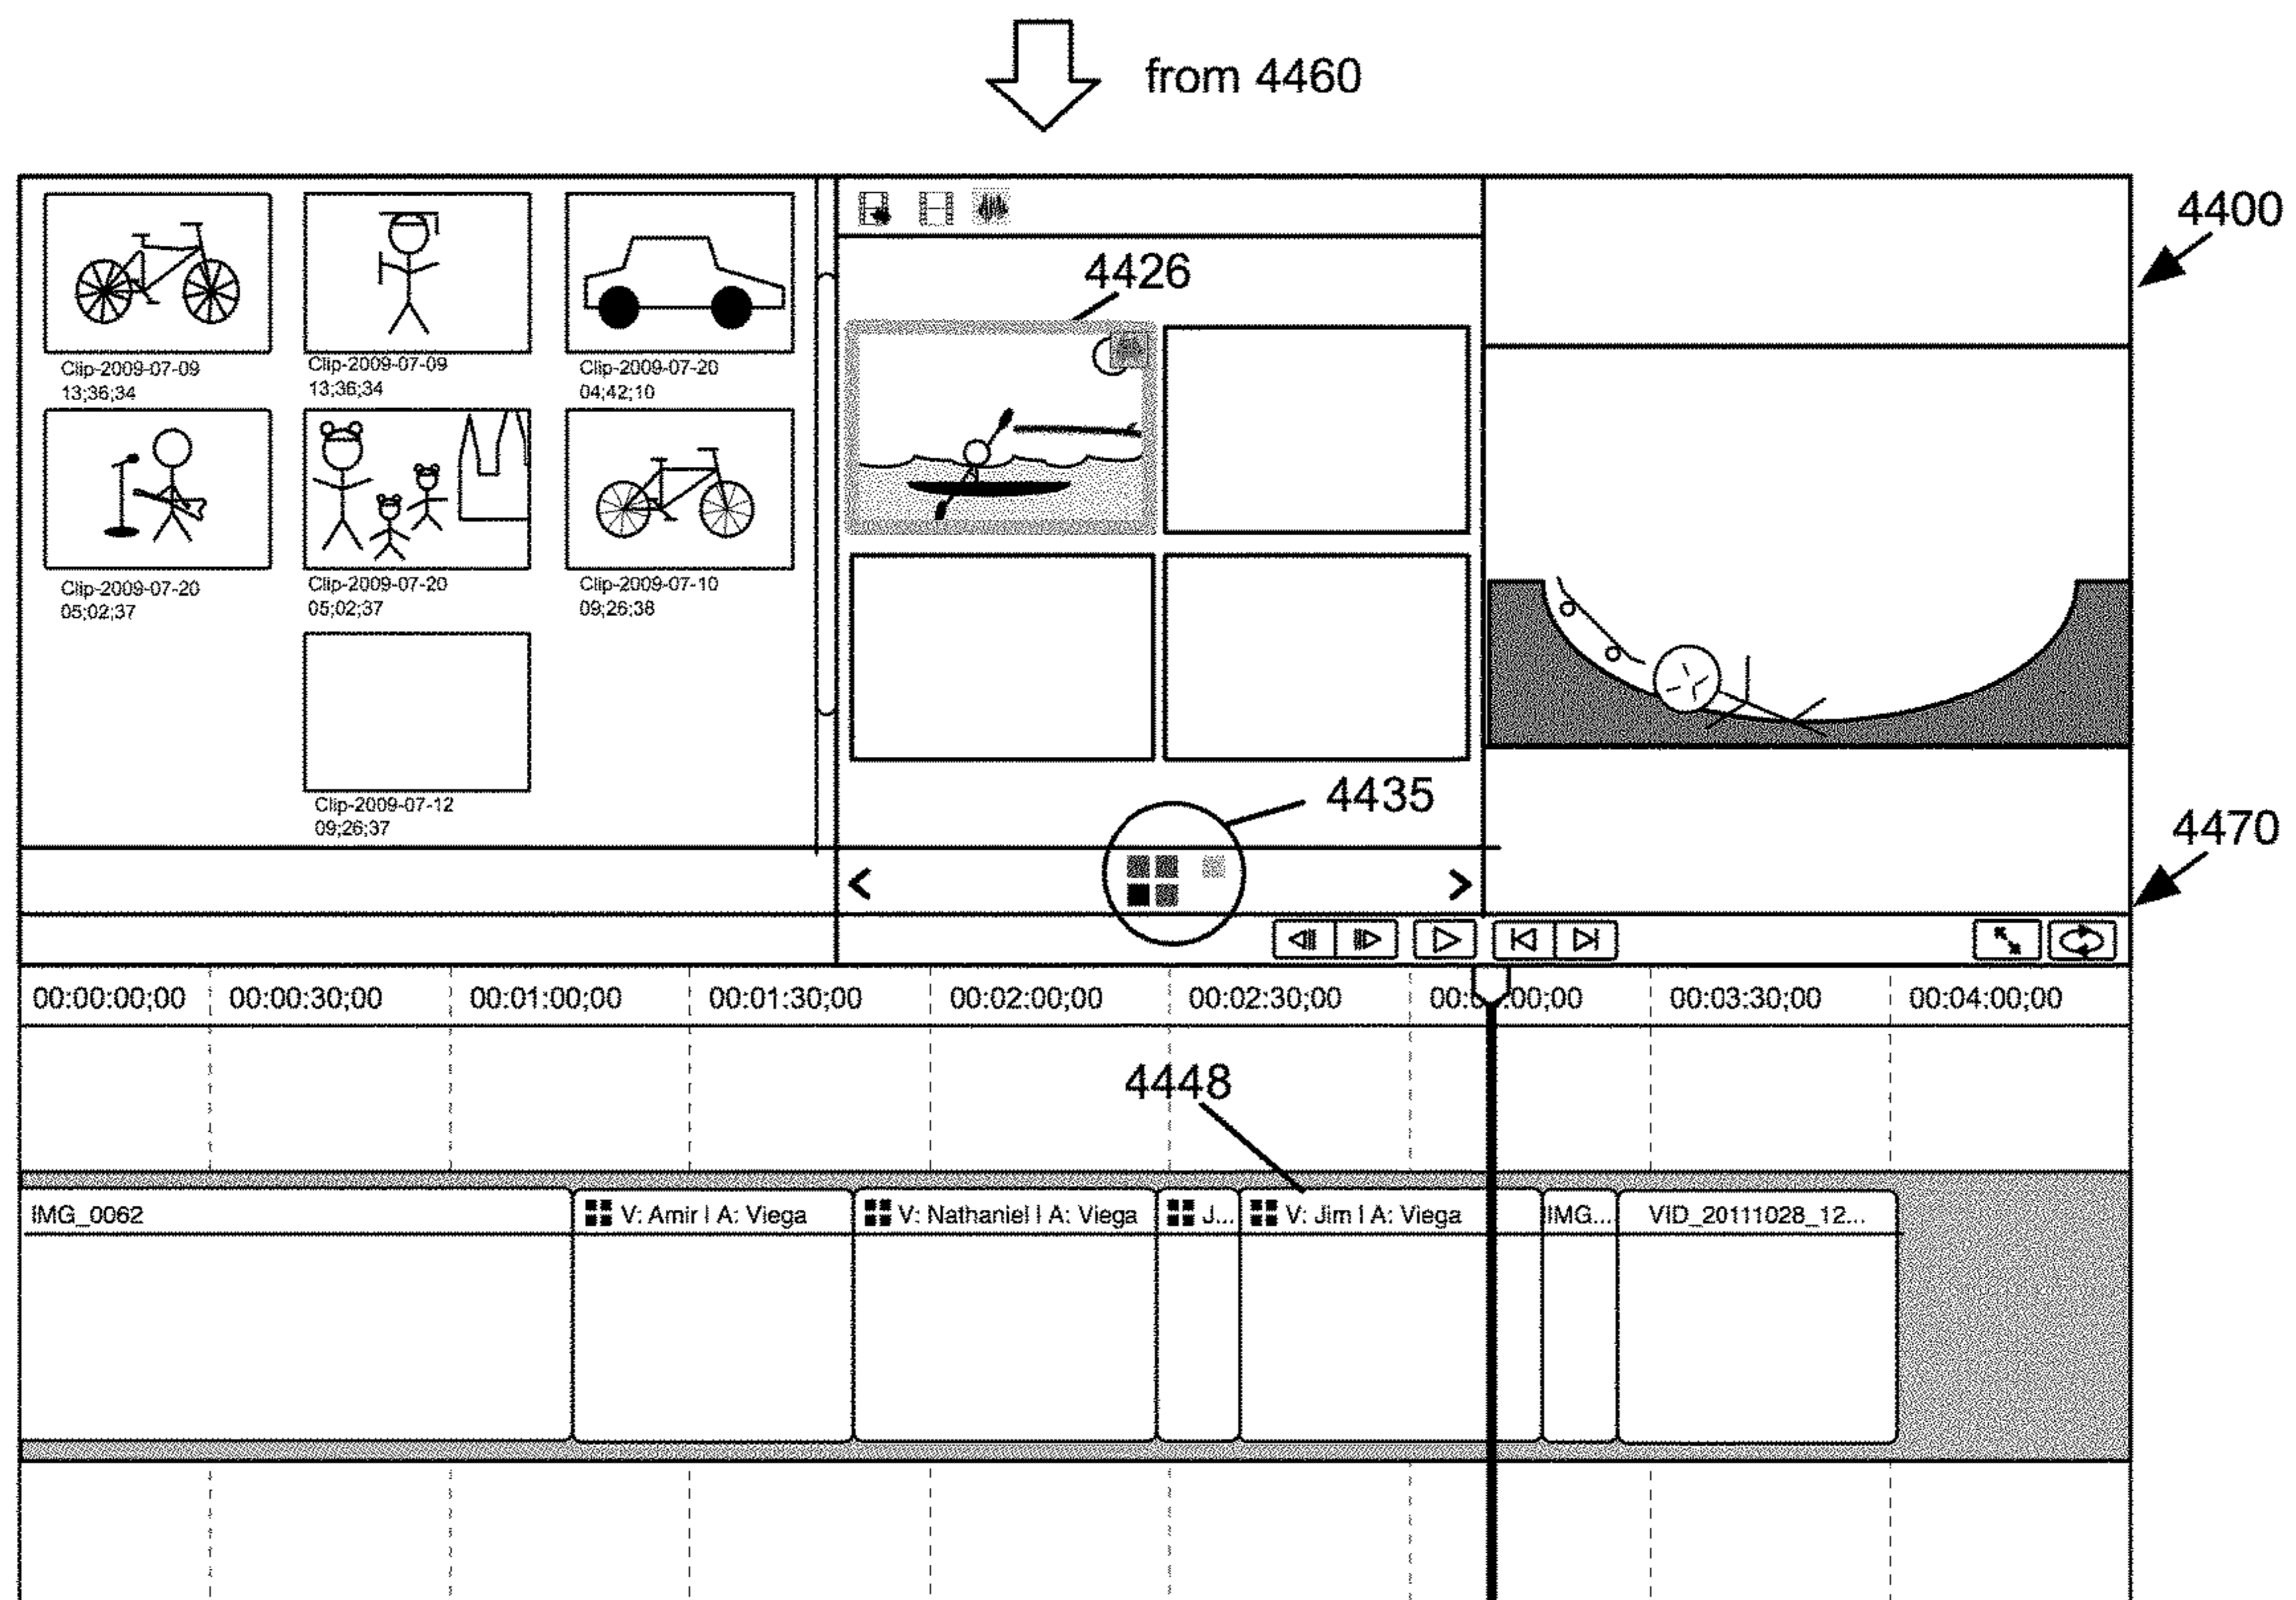 from 4460
4400
4426
Clip-2009-07-09
13;36;34
Clip-2009-07-09
13;36;34
Clip-2009-07-20
04;42;10
Clip-2009-07-20
05;02;37
Clip-2009-07-20
05;02;37
Clip-2009-07-10
09;26;38
Clip-2009-07-12
09;26;37
4435
4470
00:00:00;00 00:00:30;00 00:01:00;00 00:01:30;00 00:02:00;00 00:02:30;00 00:0 :00;00 00:03:30;00 00:04:00;00
4448
IMG_0062 V: Amir | A: Viega V: Nathaniel | A: Viega J... V: Jim | A: Viega IMG... VID_20111028_12...